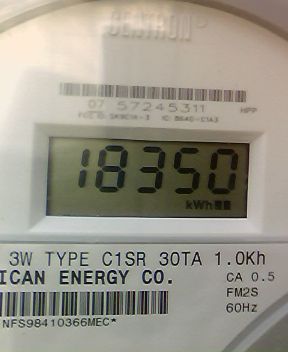 CENTRON
07 57245311 HPP
18350
kWh
3W TYPE C1SR 30TA 1.0Kh
ICAN ENERGY CO. CA 0.5
FM2S
60Hz
NFS98410366MEC*